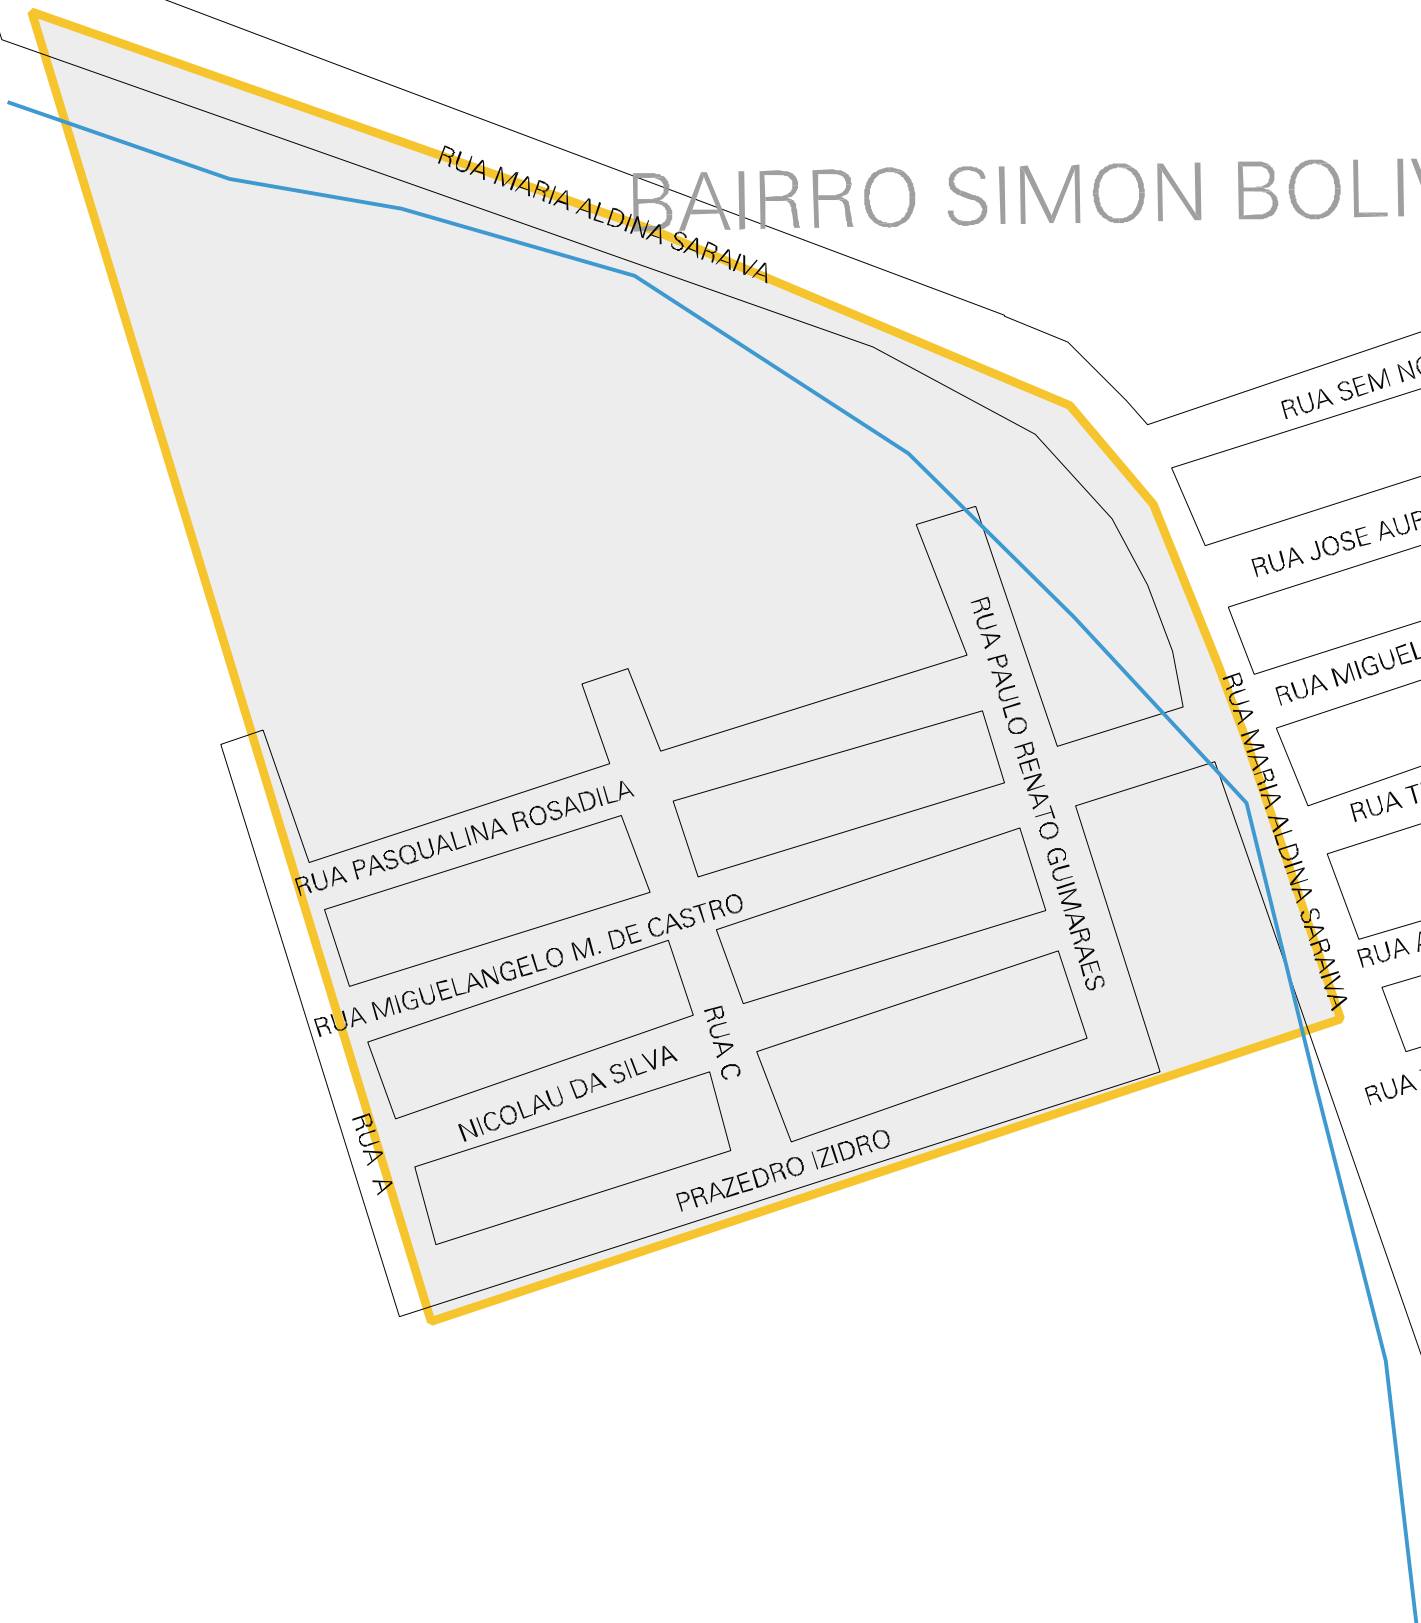 RUA MARIA ALDINA SARAIVA
BAIRRO SIMON BOLIV
RUA SEM NO
RUA JOSE AUR
RUA PAULO RENATO GUIMARAES
RUA MIGUEL
RUA MARIA ALDINA SARAIVA
RUA T
RUA PASQUALINA ROSADILA
RUA MIGUELANGELO M. DE CASTRO
RUA A
RUA C
NICOLAU DA SILVA
RUA
RUA A
PRAZEDRO IZIDRO